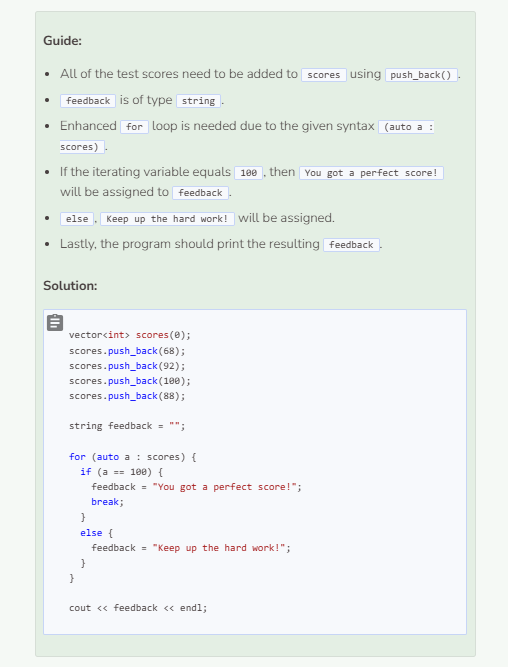 Guide:
All of the test scores need to be added to scores using push_back() .
feedback is of type string .
Enhanced for loop is needed due to the given syntax (auto a :
scores) .
If the iterating variable equals 100 , then You got a perfect score!
will be assigned to feedback .
else , Keep up the hard work! will be assigned.
Lastly, the program should print the resulting feedback .
Solution:
vector<int> scores(0);
scores.push_back(68);
scores.push_back(92);
scores.push_back(100);
scores.push_back(88);
string feedback = "";
for (auto a : scores) {
  if (a == 100) {
    feedback = "You got a perfect score!";
    break;
  }
  else {
    feedback = "Keep up the hard work!";
  }
}
cout << feedback << endl;